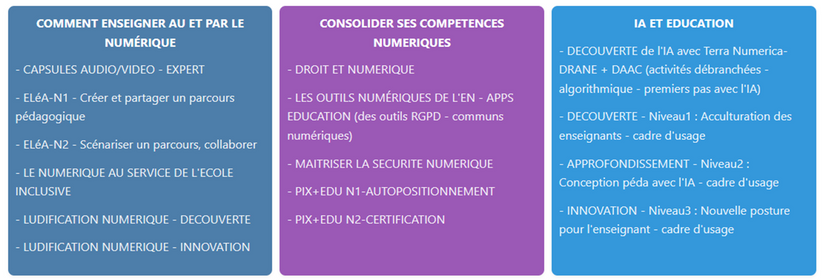 COMMENT ENSEIGNER AU ET PAR LE
NUMÉRIQUE
- CAPSULES AUDIO/VIDEO - EXPERT
- ELéA-N1 - Créer et partager un parcours
pédagogique
- ELéA-N2 - Scénariser un parcours, collaborer
- LE NUMERIQUE AU SERVICE DE L'ECOLE
INCLUSIVE
- LUDIFICATION NUMERIQUE - DECOUVERTE
- LUDIFICATION NUMERIQUE - INNOVATION
CONSOLIDER SES COMPETENCES
NUMERIQUES
- DROIT ET NUMERIQUE
- LES OUTILS NUMÉRIQUES DE L'EN - APPS
EDUCATION (des outils RGPD - communs
numériques)
- MAITRISER LA SECURITE NUMERIQUE
- PIX+EDU N1-AUTOPOSITIONNEMENT
- PIX+EDU N2-CERTIFICATION
IA ET EDUCATION
- DECOUVERTE de l'IA avec Terra Numerica-
DRANE + DAAC (activités débranchées -
algorithmique - premiers pas avec l'IA)
- DECOUVERTE - Niveau1 : Acculturation des
enseignants - cadre d'usage
- APPROFONDISSEMENT - Niveau2 :
Conception péda avec l'IA - cadre d'usage
- INNOVATION - Niveau3 : Nouvelle posture
pour l'enseignant - cadre d'usage